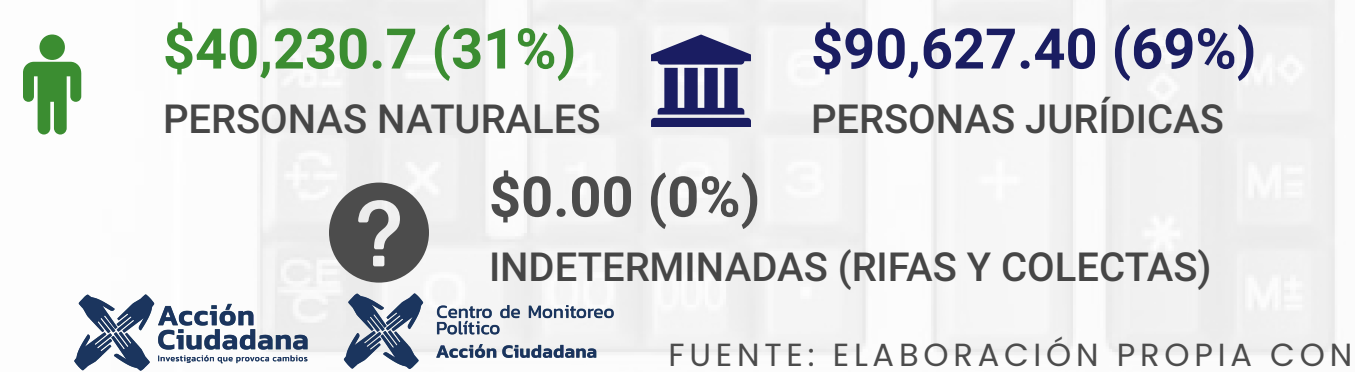 $40,230.7 (31%)
PERSONAS NATURALES
$90,627.40 (69%)
PERSONAS JURÍDICAS
?
$0.00 (0%)
INDETERMINADAS (RIFAS Y COLECTAS)
Acción
Ciudadana
Investigación que provoca cambios
Centro de Monitoreo
Político
Acción Ciudadana
FUENTE: ELABORACIÓN PROPIA CON